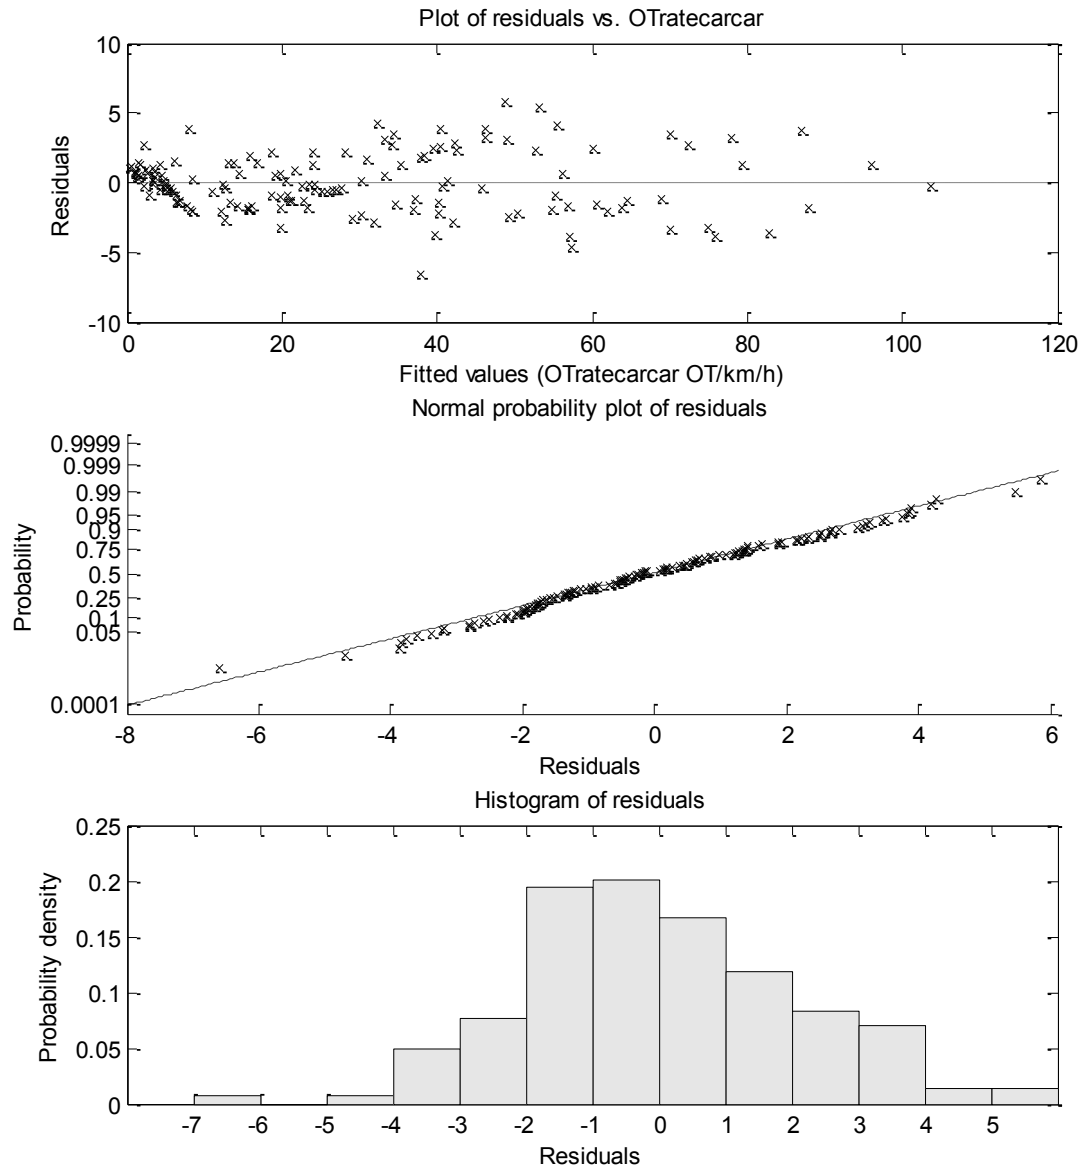 Plot of residuals vs. OTratecarcar
10
5
0
-5
-10
Residuals
0 20 40 60 80 100 120
Fitted values (OTratecarcar OT/km/h)
Normal probability plot of residuals
0.9999
0.999
0.99
0.95
0.9
0.75
0.5
0.25
0.1
0.05
0.0001
Probability
-8 -6 -4 -2 0 2 4 6
Residuals
Histogram of residuals
0.25
0.2
0.15
0.1
0.05
0
Probability density
-7 -6 -5 -4 -3 -2 -1 0 1 2 3 4 5
Residuals